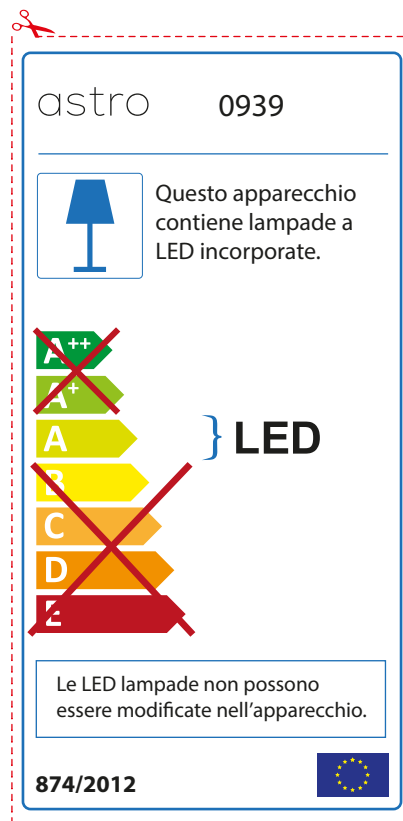 astro 0939
Questo apparecchio
contiene lampade a
LED incorporate.
A++
A+
A
LED
B
C
D
E
Le LED lampade non possono
essere modificate nell'apparecchio.
874/2012